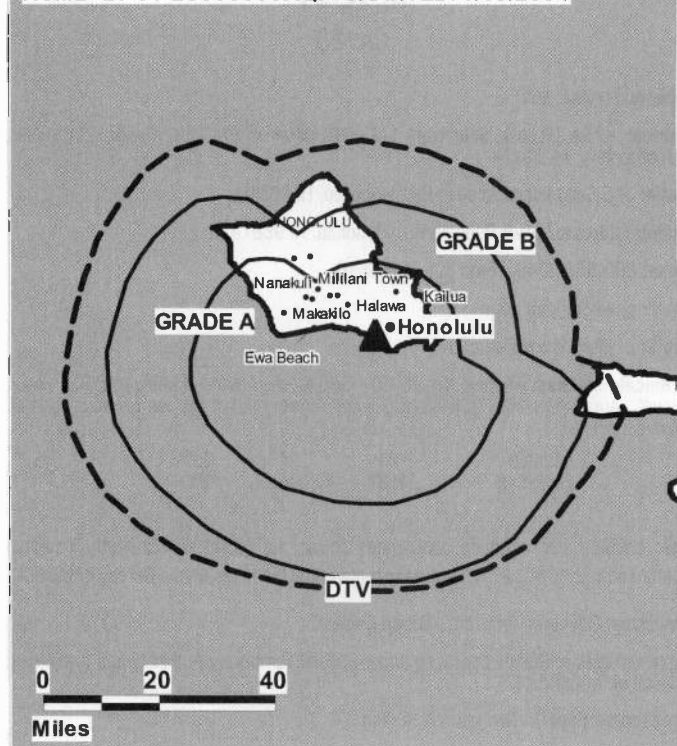 HONOLULU
GRADE B
Nanakuli Mililani Town
Kailua
GRADE A
Makakilo Halawa
Honolulu
Ewa Beach
DTV
0 20 40
Miles